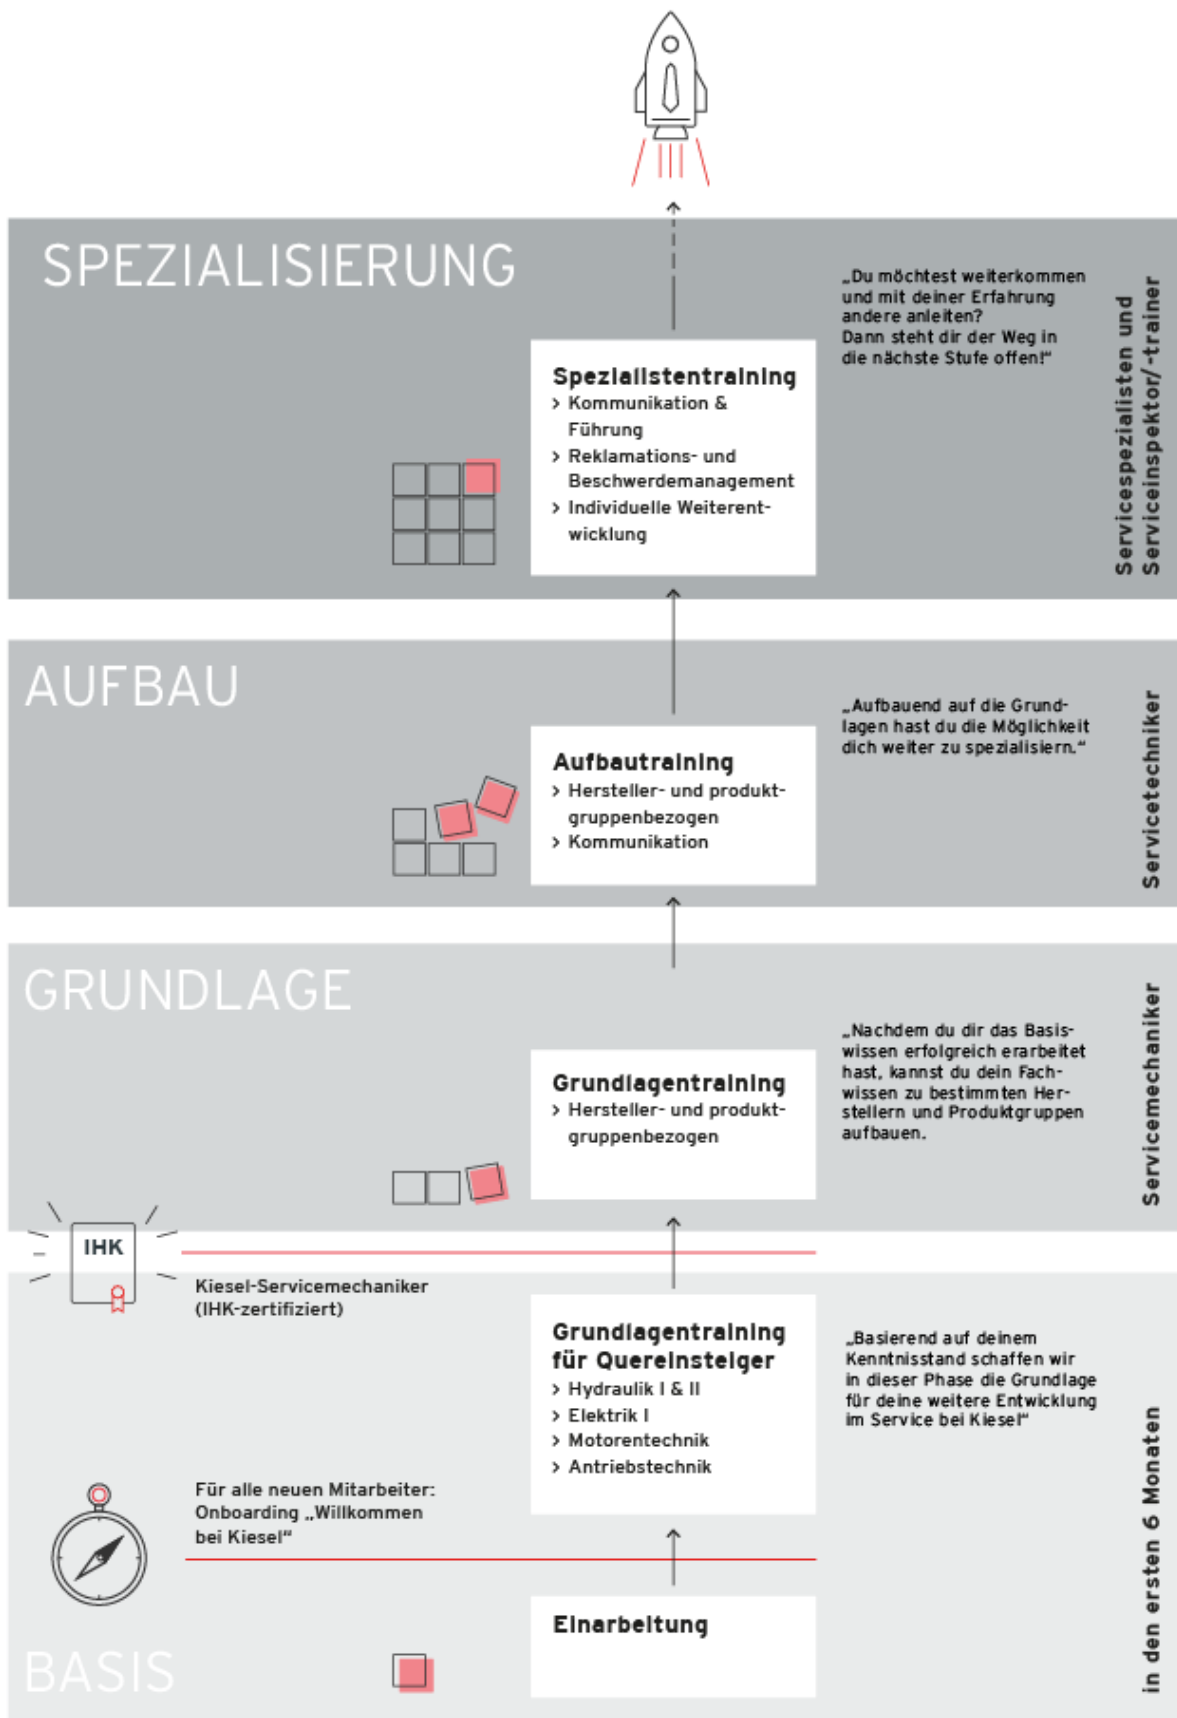 SPEZIALISIERUNG
„Du möchtest weiterkommen
und mit deiner Erfahrung
andere anleiten?
Dann steht dir der Weg in
die nächste Stufe offen!“
Servicespezialisten und
Serviceinspektor/-trainer
Spezialistentraining
> Kommunikation &
Führung
> Reklamations- und
Beschwerdemanagement
> Individuelle Weiterent-
wicklung
AUFBAU
„Aufbauend auf die Grund-
lagen hast du die Möglichkeit
dich weiter zu spezialisiern.“
Servicetechniker
Aufbautraining
> Hersteller- und produkt-
gruppenbezogen
> Kommunikation
GRUNDLAGE
„Nachdem du dir das Basis-
wissen erfolgreich erarbeitet
hast, kannst du dein Fach-
wissen zu bestimmten Her-
stellern und Produktgruppen
aufbauen.
Servicemechaniker
Grundlagentraining
> Hersteller- und produkt-
gruppenbezogen
IHK
Kiesel-Servicemechaniker
(IHK-zertifiziert)
Grundlagentraining
für Quereinsteiger
> Hydraulik I & II
> Elektrik I
> Motorentechnik
> Antriebstechnik
„Basierend auf deinem
Kenntnisstand schaffen wir
in dieser Phase die Grundlage
für deine weitere Entwicklung
im Service bei Kiesel“
in den ersten 6 Monaten
Für alle neuen Mitarbeiter:
Onboarding „Willkommen
bei Kiesel“
Einarbeitung
BASIS